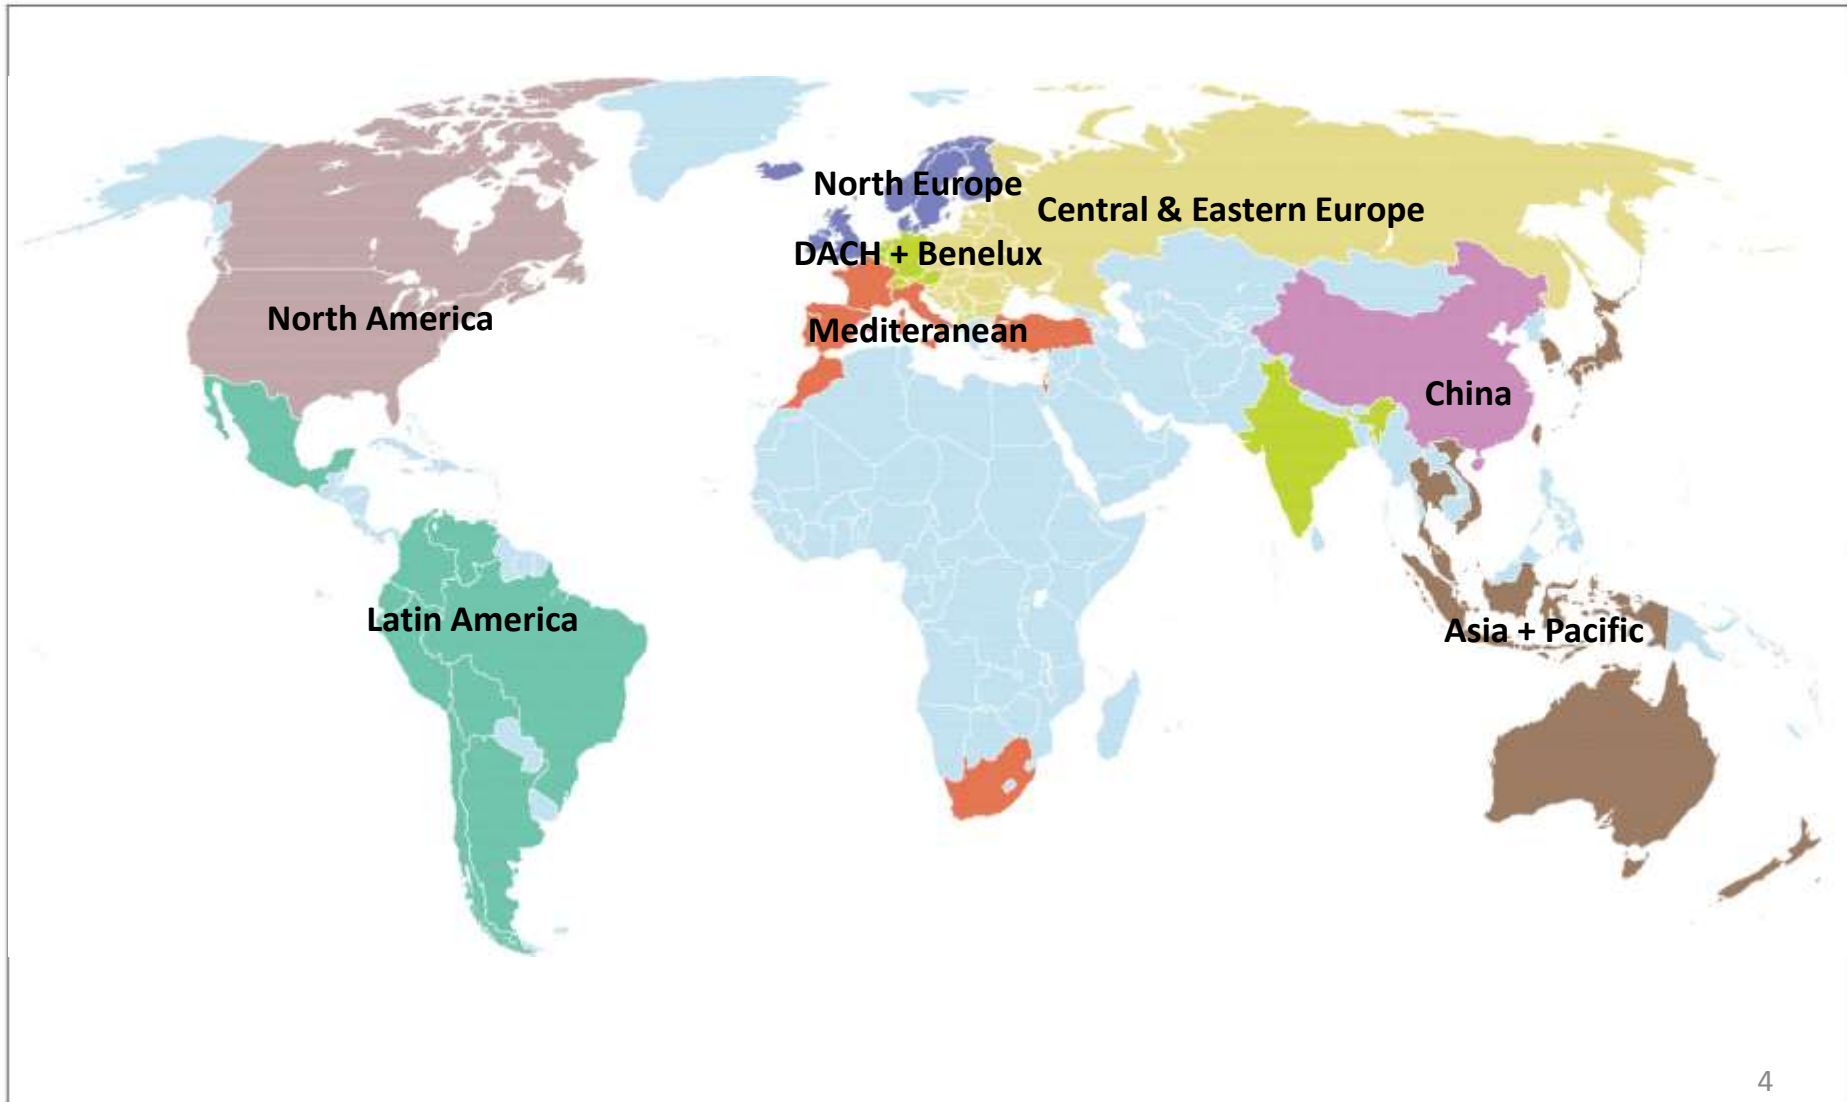 North Europe
Central & Eastern Europe
DACH + Benelux
North America
Mediteranean
China
Latin America
Asia + Pacific
4